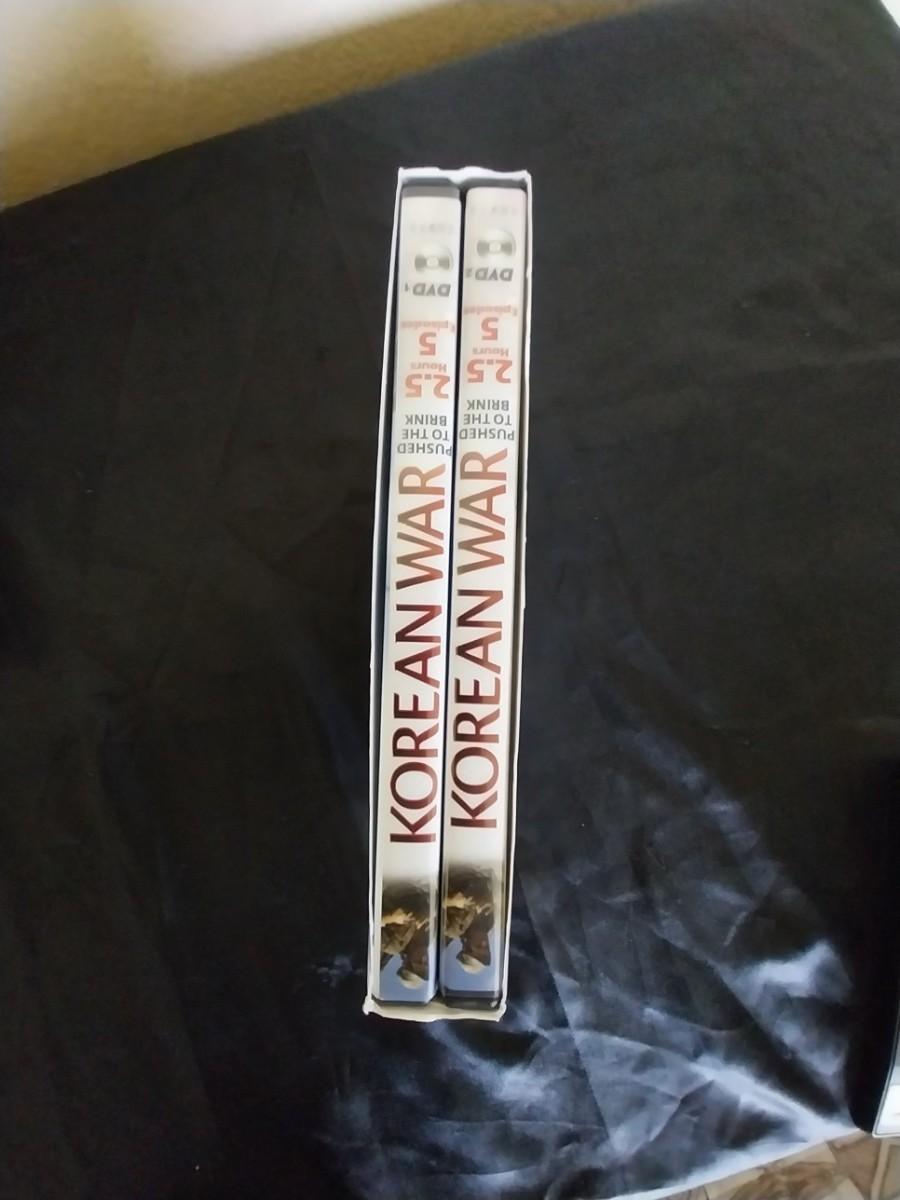 KOREAN WAR
PUSHED
TO THE
BRINK
2.5
Hours
5
Episodes
DVD 1
KOREAN WAR
PUSHED
TO THE
BRINK
2.5
Hours
5
Episodes
DVD 2